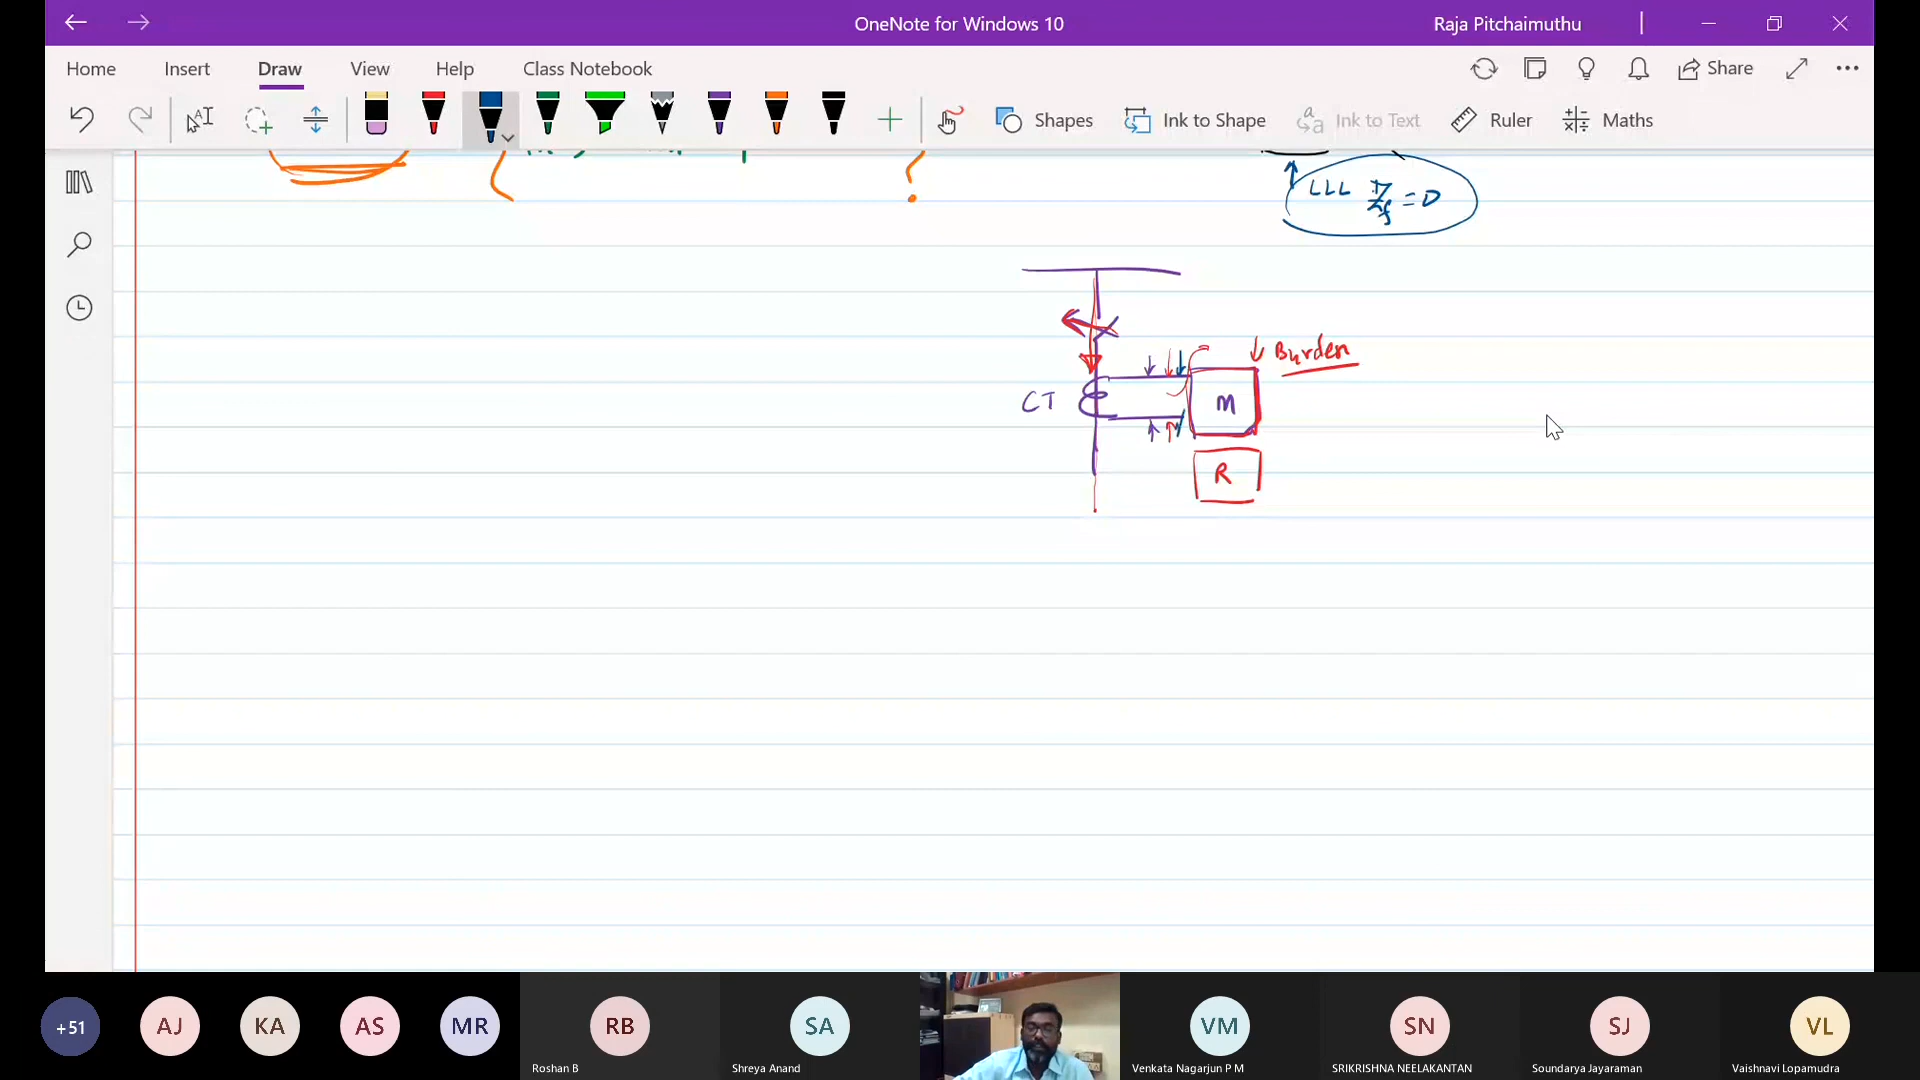 OneNote for Windows 10
Raja Pitchaimuthu
Home Insert Draw View Help Class Notebook
Share
Shapes Ink to Shape Ink to Text Ruler Maths
LLL Zf = 0
Burden
CT
M
R
+51 AJ KA AS MR RB SA VM SN SJ VL
Roshan B Shreya Anand Venkata Nagarjun P M SRIKRISHNA NEELAKANTAN Soundarya Jayaraman Vaishnavi Lopamudra